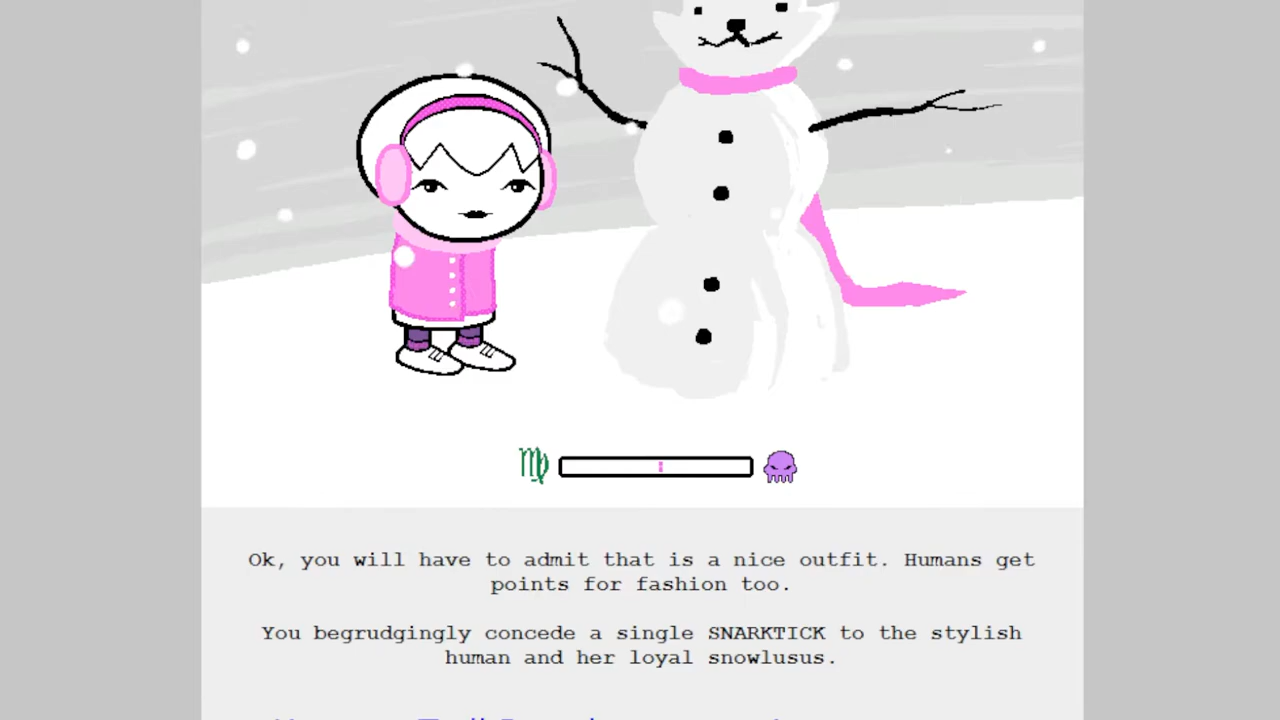 Ok, you will have to admit that is a nice outfit. Humans get
points for fashion too.
You begrudgingly concede a single SNARKTICK to the stylish
human and her loyal snowlusus.